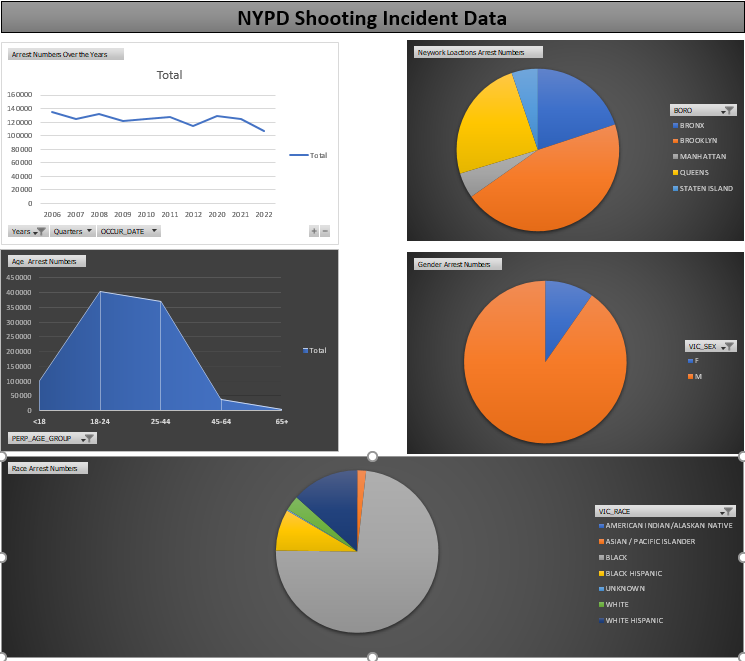 NYPD Shooting Incident Data
Arrest Numbers Over the Years
Total
160000
140000
120000
100000
80000
60000
40000
20000
0
2006 2007 2008 2009 2010 2011 2012 2020 2021 2022
Total
Years Quarters OCCUR_DATE
Neywork Loactions Arrest Numbers
BORO
BRONX
BROOKLYN
MANHATTAN
QUEENS
STATEN ISLAND
Age Arrest Numbers
450000
400000
350000
300000
250000
200000
150000
100000
50000
0
<18 18-24 25-44 45-64 65+
Total
PERP_AGE_GROUP
Gender Arrest Numbers
VIC_SEX
F
M
Race Arrest Numbers
VIC_RACE
AMERICAN INDIAN/ALASKAN NATIVE
ASIAN / PACIFIC ISLANDER
BLACK
BLACK HISPANIC
UNKNOWN
WHITE
WHITE HISPANIC